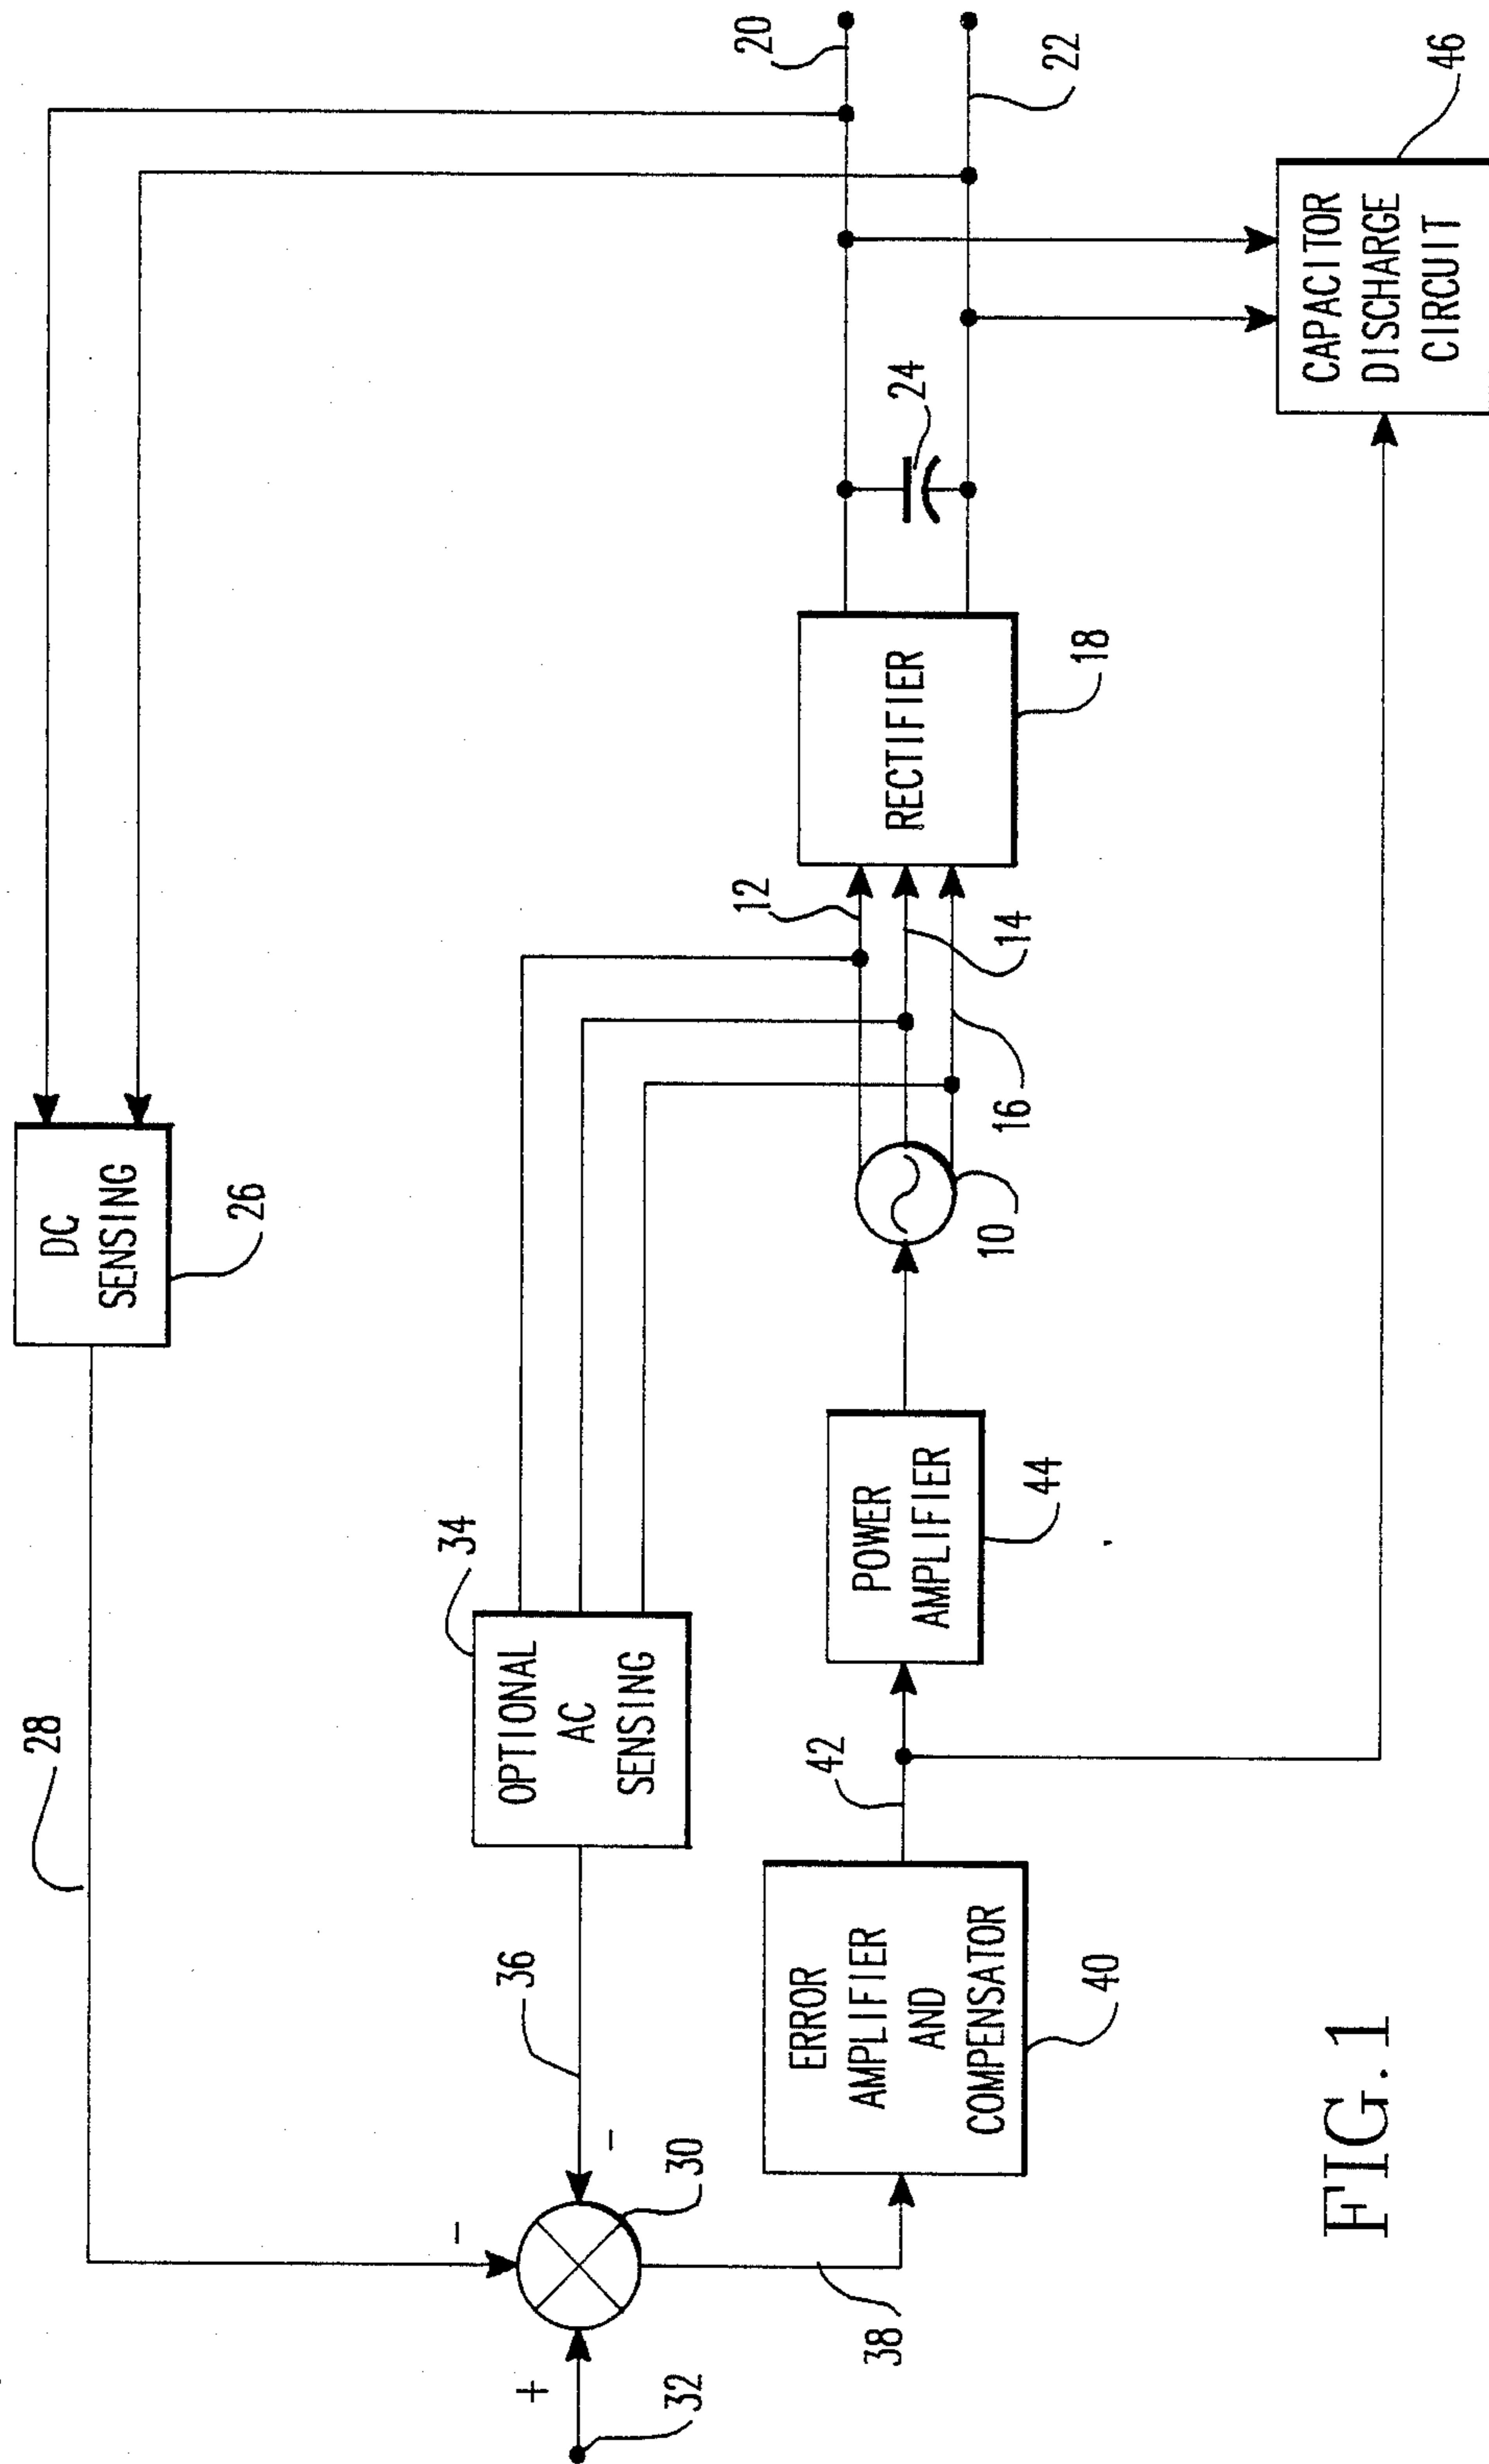 28
DC
SENSING
26
34
OPTIONAL
AC
SENSING
36
-
-
+
32
30
38
ERROR
AMPLIFIER
AND
COMPENSATOR
40
42
POWER
AMPLIFIER
44
10
12
14
16
RECTIFIER
18
24
20
22
CAPACITOR
DISCHARGE
CIRCUIT
46
FIG. 1